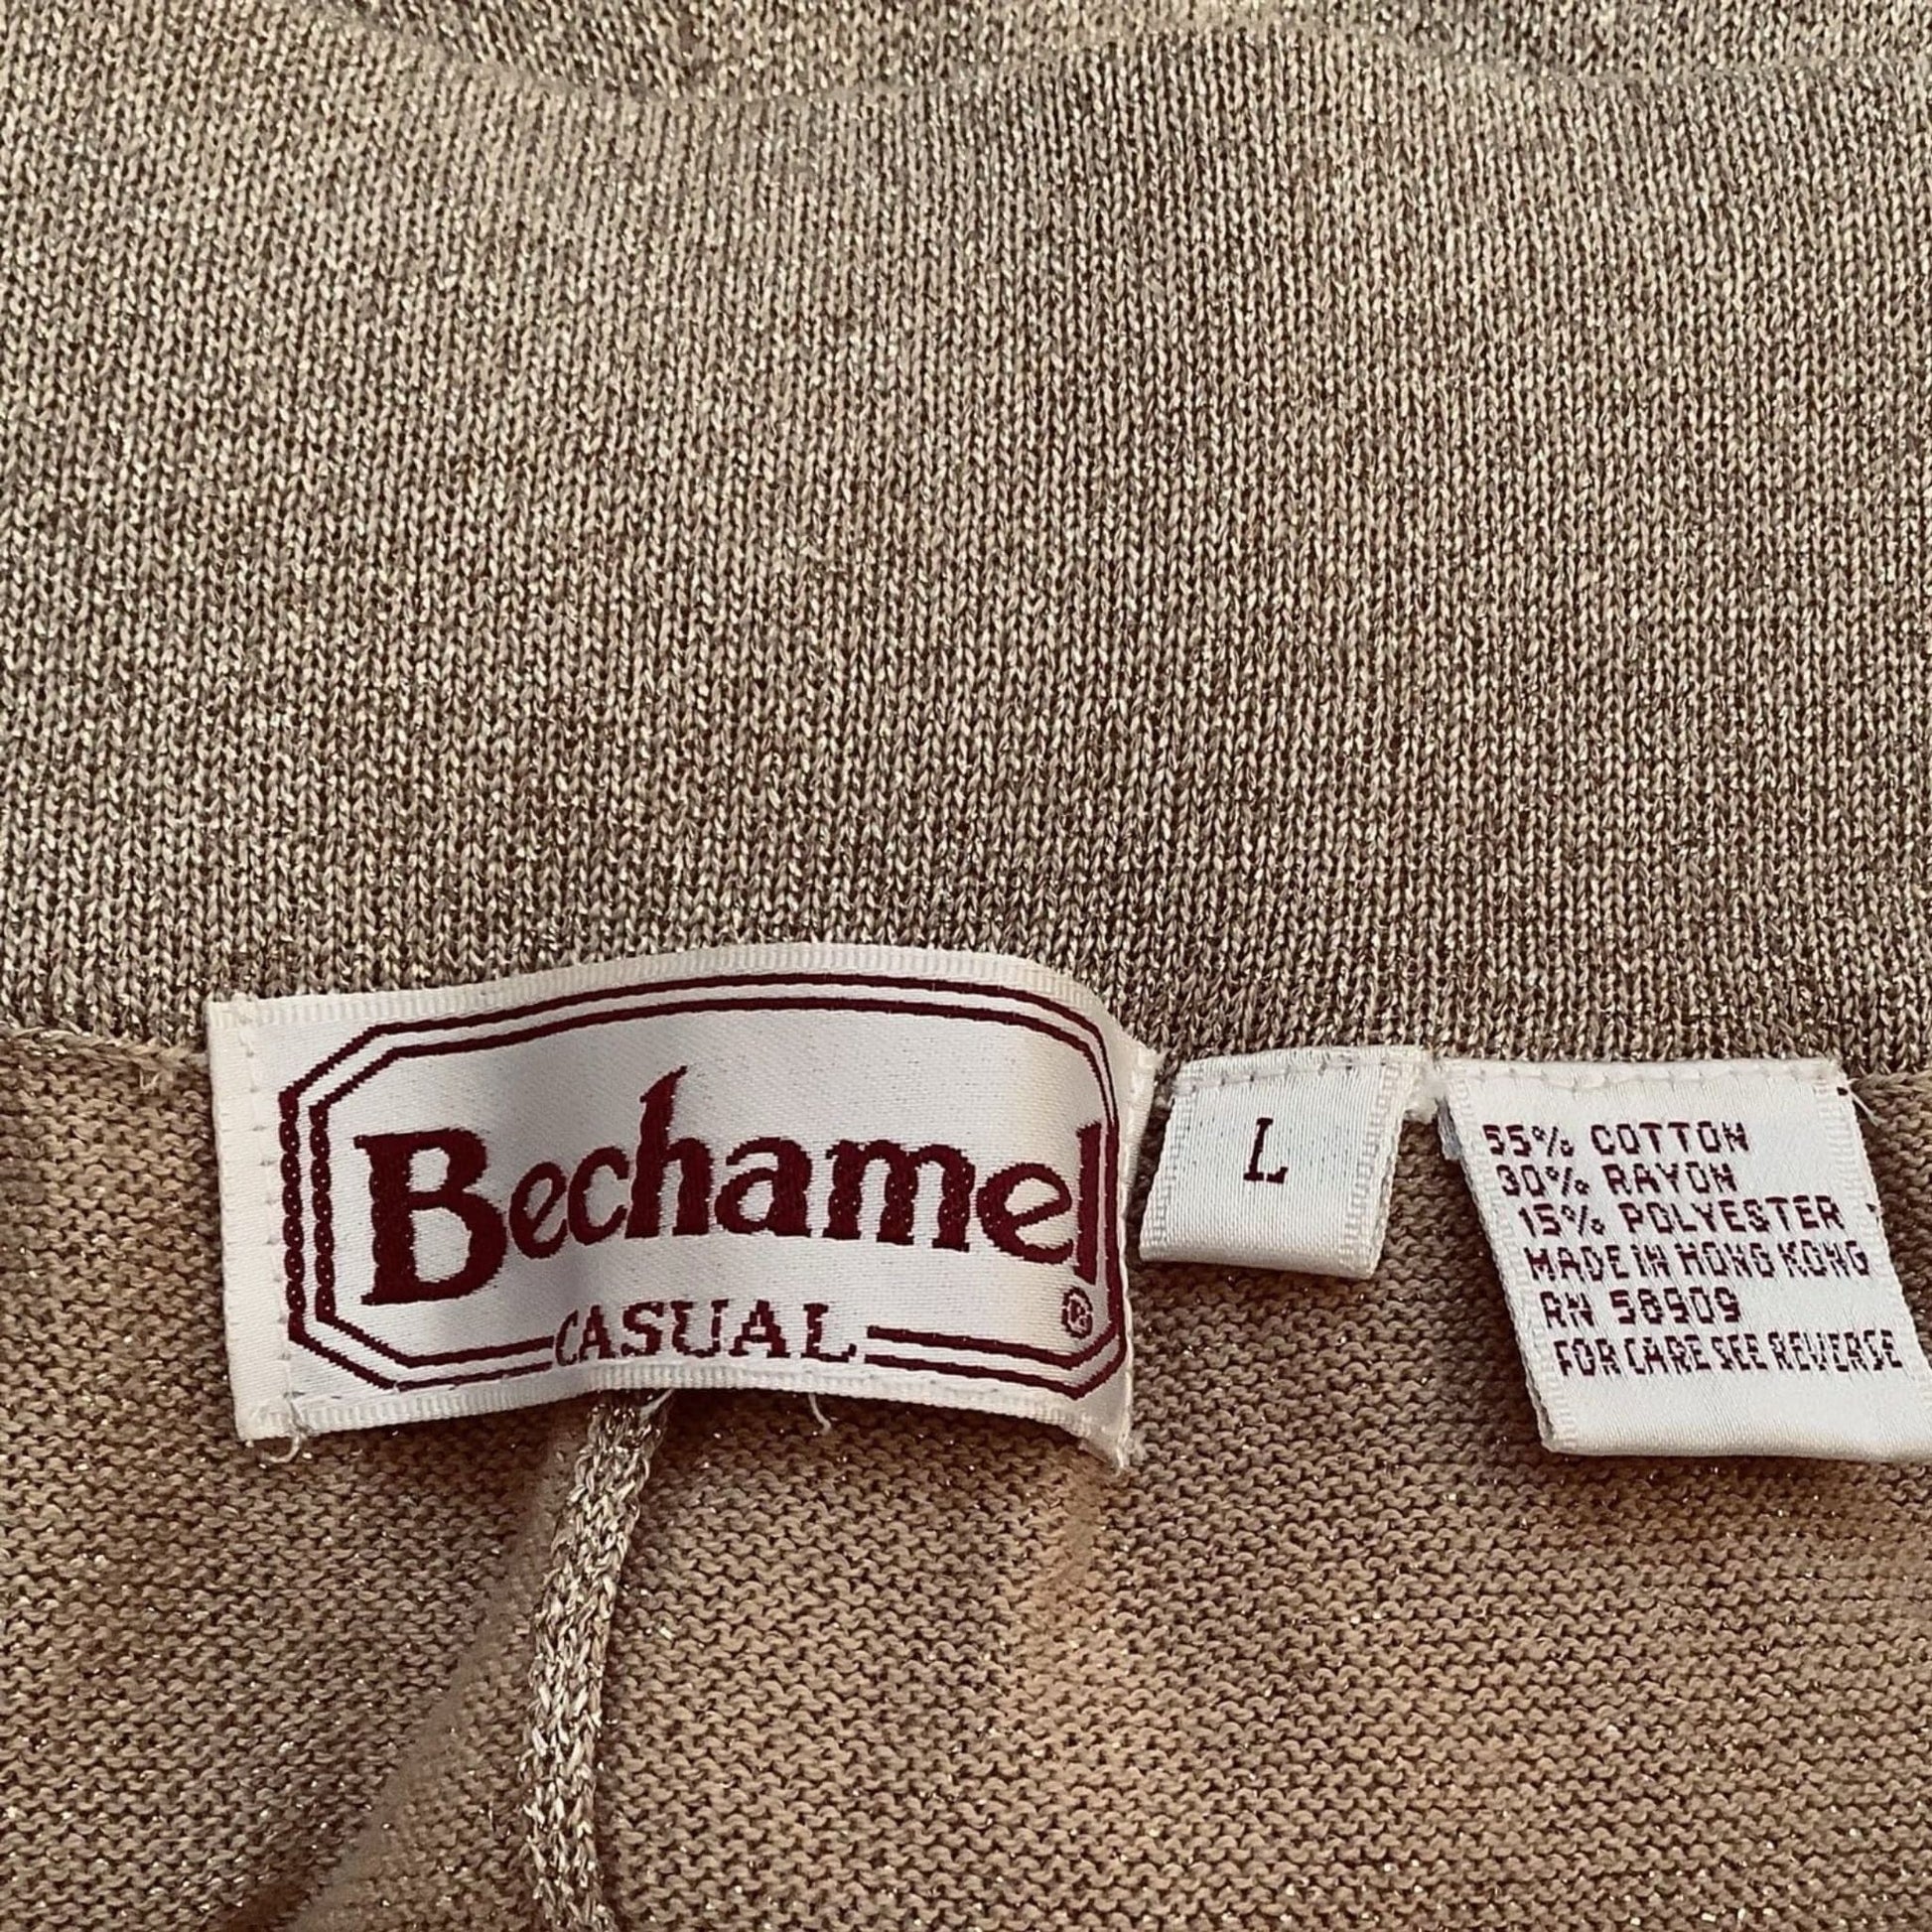 Bechamel
CASUAL ®
L
55% COTTON
30% RAYON
15% POLYESTER
MADE IN HONG KONG
RN 58909
FOR CARE SEE REVERSE